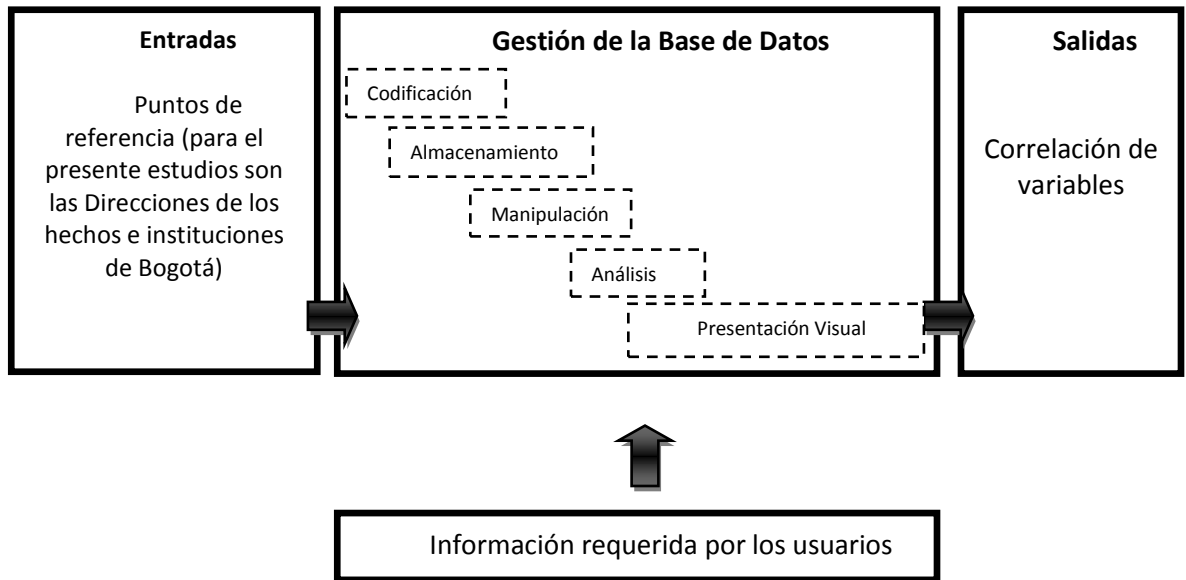 Entradas
Puntos de
referencia (para el
presente estudios son
las Direcciones de los
hechos e instituciones
de Bogotá)
Gestión de la Base de Datos
Codificación
Almacenamiento
Manipulación
Análisis
Presentación Visual
Salidas
Correlación de
variables
Información requerida por los usuarios